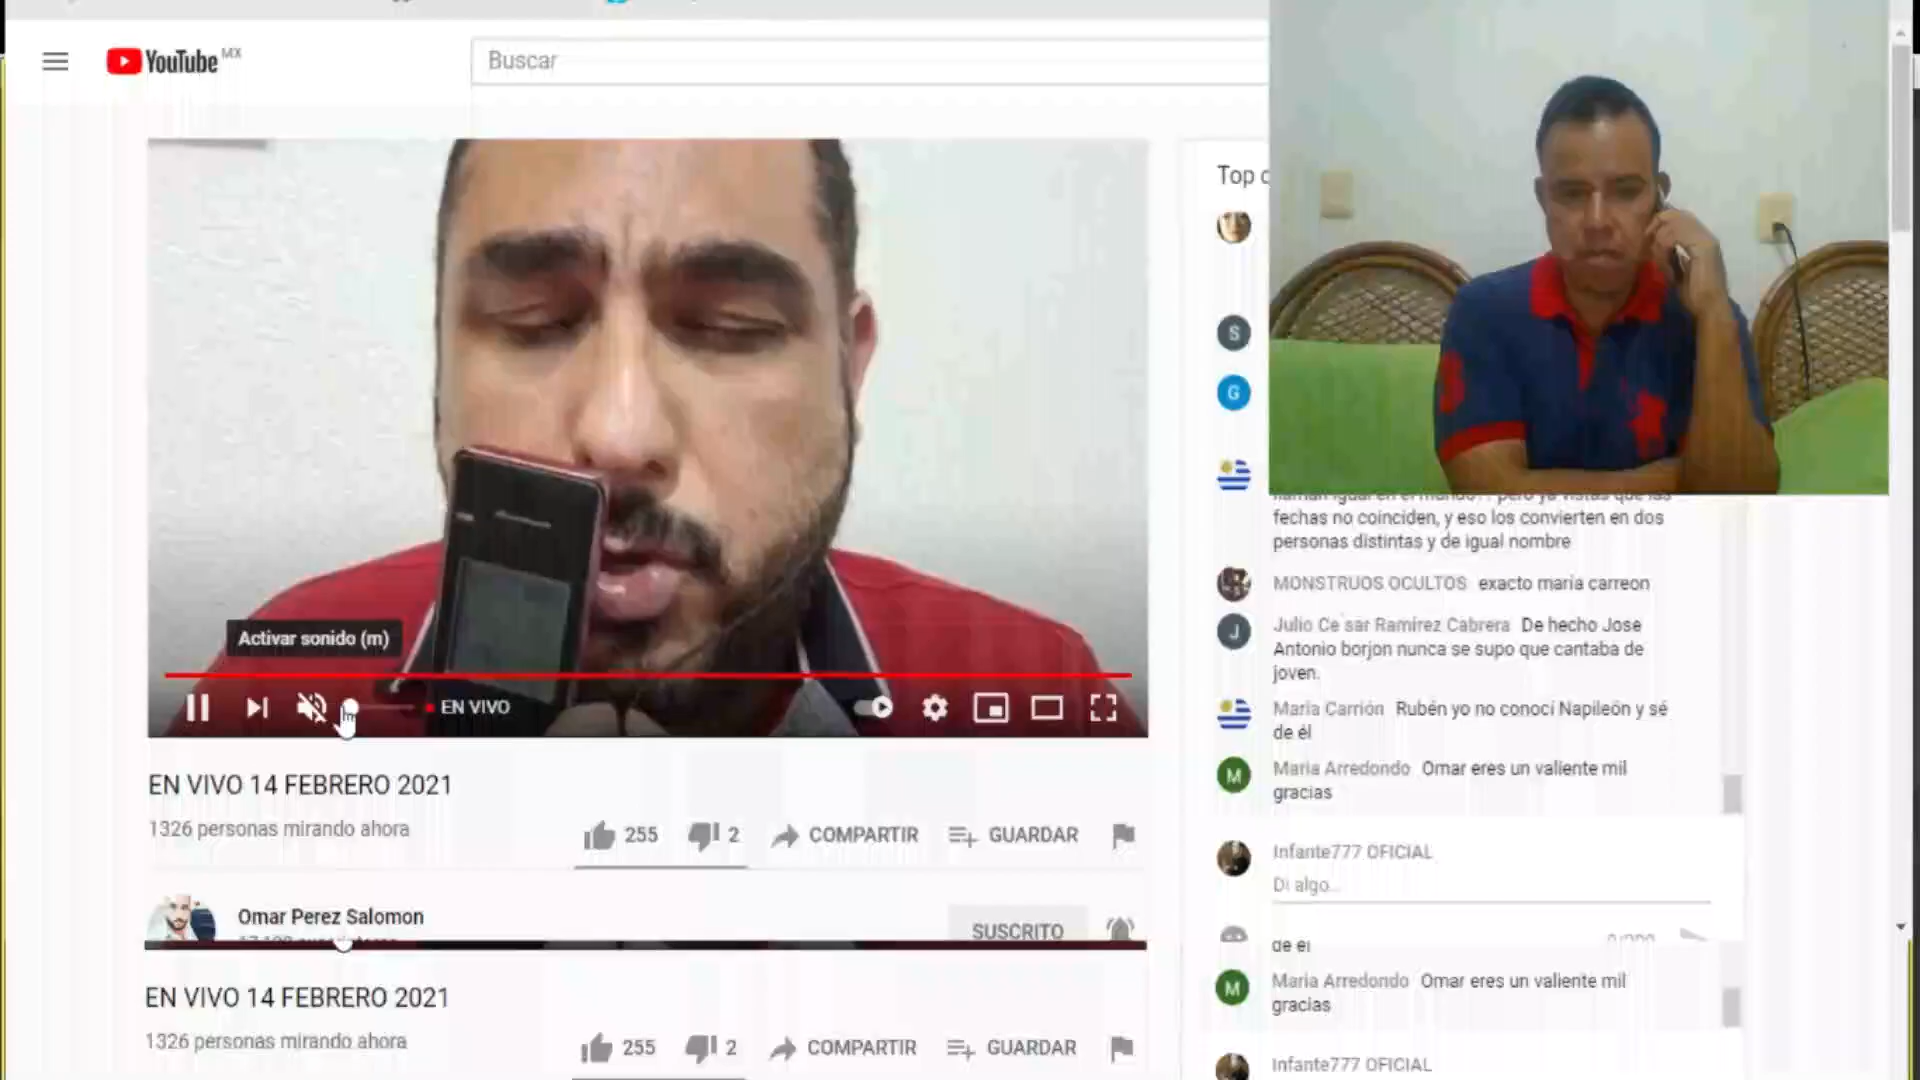 YouTube MX
Buscar
Top
S
G
fechas no coinciden, y eso los convierten en dos
personas distintas y de igual nombre
MONSTRUOS OCULTOS exacto maria carreon
J
Julio Ce sar Ramirez Cabrera De hecho Jose
Antonio borjon nunca se supo que cantaba de
joven.
Maria Carrión Rubén yo no conocí Napileón y sé
de él
M
Maria Arredondo Omar eres un valiente mil
gracias
Infante777 OFICIAL
Di algo...
de él
M
Maria Arredondo Omar eres un valiente mil
gracias
Infante777 OFICIAL
Activar sonido (m)
EN VIVO
EN VIVO 14 FEBRERO 2021
1326 personas mirando ahora
255
2
COMPARTIR
GUARDAR
Omar Perez Salomon
SUSCRITO
EN VIVO 14 FEBRERO 2021
1326 personas mirando ahora
255
2
COMPARTIR
GUARDAR